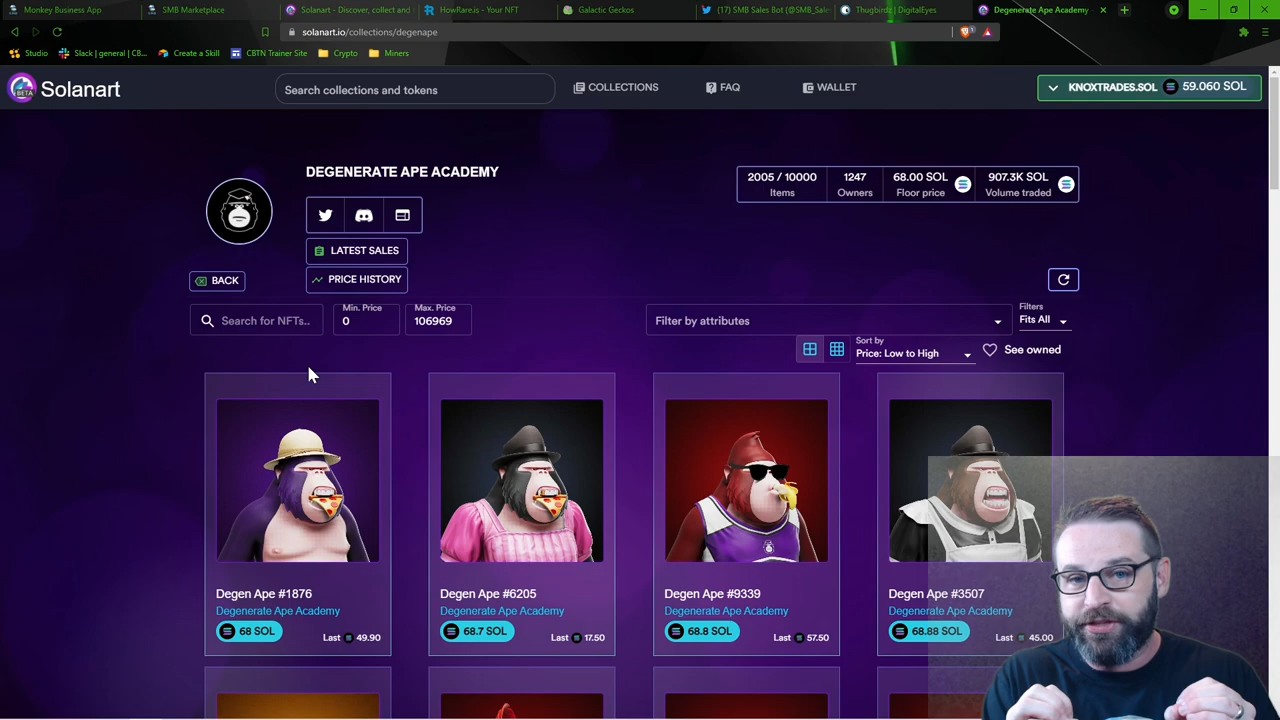 Monkey Business App
SMB Marketplace
Solanart - Discover, collect and
HowRare.is - Your NFT
Galactic Geckos
(17) SMB Sales Bot (@SMB_Sale
Thugbirdz | DigitalEyes
Degenerate Ape Academy
solanart.io/collections/degenape
Studio
Slack | general | CB...
Create a Skill
CBTN Trainer Site
Crypto
Miners
BETA
Solanart
Search collections and tokens
COLLECTIONS
FAQ
WALLET
KNOXTRADES.SOL
59.060 SOL
DEGENERATE APE ACADEMY
2005 / 10000
Items
1247
Owners
68.00 SOL
Floor price
907.3K SOL
Volume traded
LATEST SALES
BACK
PRICE HISTORY
Search for NFTs..
Min. Price
0
Max. Price
106969
Filter by attributes
Filters
Fits All
Sort by
Price: Low to High
See owned
Degen Ape #1876
Degenerate Ape Academy
68 SOL
Last 49.90
Degen Ape #6205
Degenerate Ape Academy
68.7 SOL
Last 17.50
Degen Ape #9339
Degenerate Ape Academy
68.8 SOL
Last 57.50
Degen Ape #3507
Degenerate Ape Academy
68.88 SOL
Last 45.00